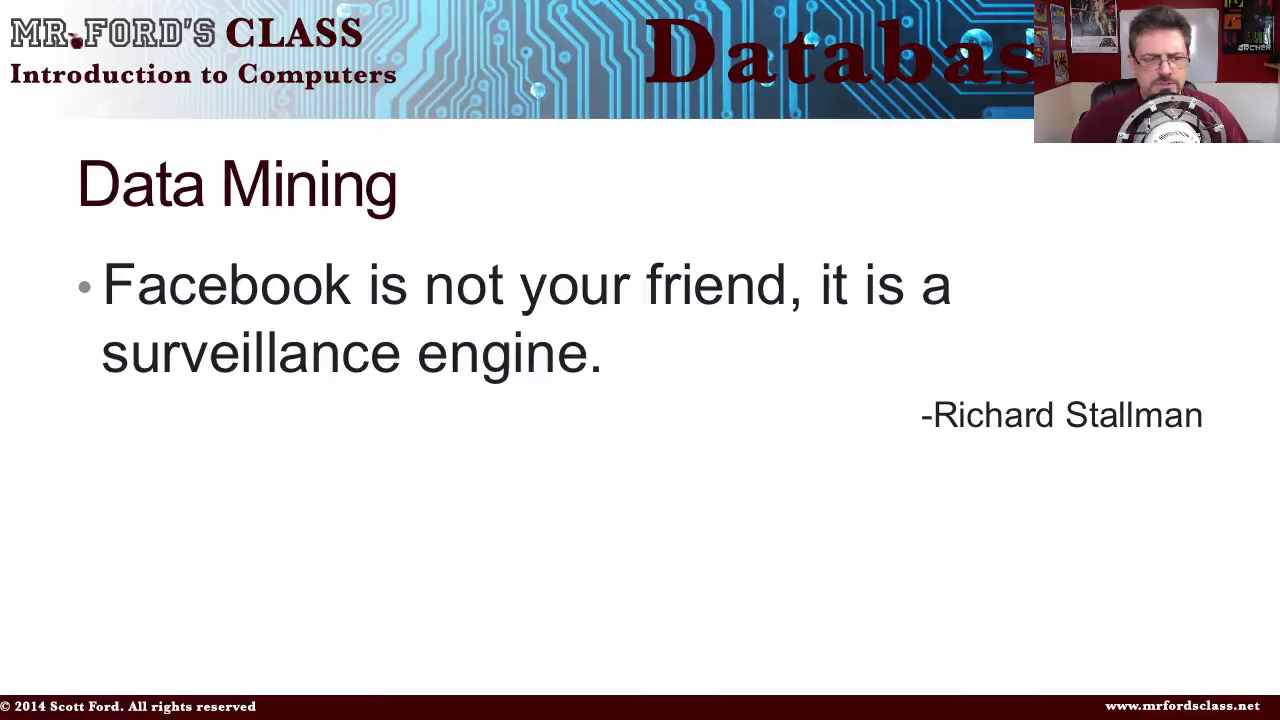 MR. FORD'S CLASS
Introduction to Computers
Databas
ARCHER
Data Mining
• Facebook is not your friend, it is a
surveillance engine.
-Richard Stallman
© 2014 Scott Ford. All rights reserved
www.mrfordsclass.net